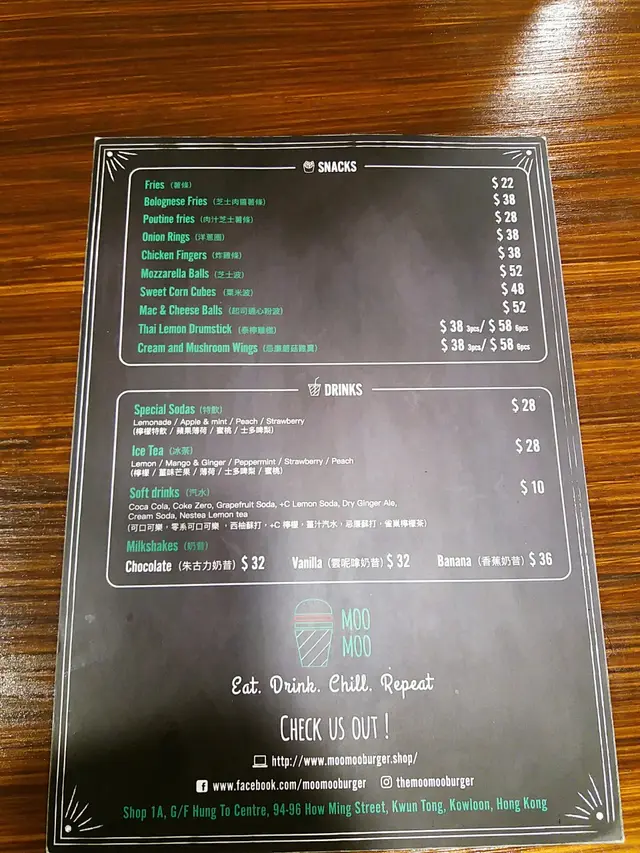 SNACKS
Fries (薯條) $ 22
Bolognese Fries (芝士肉醬薯條) $ 38
Poutine fries (肉汁芝士薯條) $ 28
Onion Rings (洋蔥圈) $ 38
Chicken Fingers (炸雞條) $ 38
Mozzarella Balls (芝士波) $ 52
Sweet Corn Cubes (粟米波) $ 48
Mac & Cheese Balls (起司通心粉波) $ 52
Thai Lemon Drumstick (泰檸雞槌) $ 38 3pcs/ $ 58 6pcs
Cream and Mushroom Wings (忌廉蘑菇雞翼) $ 38 3pcs/ $ 58 6pcs
DRINKS
Special Sodas (特飲) $ 28
Lemonade / Apple & mint / Peach / Strawberry
(檸檬特飲 / 蘋果薄荷 / 蜜桃 / 士多啤梨)
Ice Tea (冰茶) $ 28
Lemon / Mango & Ginger / Peppermint / Strawberry / Peach
(檸檬 / 薑味芒果 / 薄荷 / 士多啤梨 / 蜜桃)
Soft drinks (汽水) $ 10
Coca Cola, Coke Zero, Grapefruit Soda, +C Lemon Soda, Dry Ginger Ale,
Cream Soda, Nestea Lemon tea
(可口可樂，零系可口可樂，西柚蘇打，+C 檸檬，薑汁汽水，忌廉蘇打，雀巢檸檬茶)
Milkshakes (奶昔)
Chocolate (朱古力奶昔) $ 32 Vanilla (雲呢嗱奶昔) $ 32 Banana (香蕉奶昔) $ 36
MOO
MOO
Eat. Drink. Chill. Repeat
CHECK US OUT !
http://www.moomooburger.shop/
www.facebook.com/moomooburger themoomooburger
Shop 1A, G/F Hung To Centre, 94-96 How Ming Street, Kwun Tong, Kowloon, Hong Kong